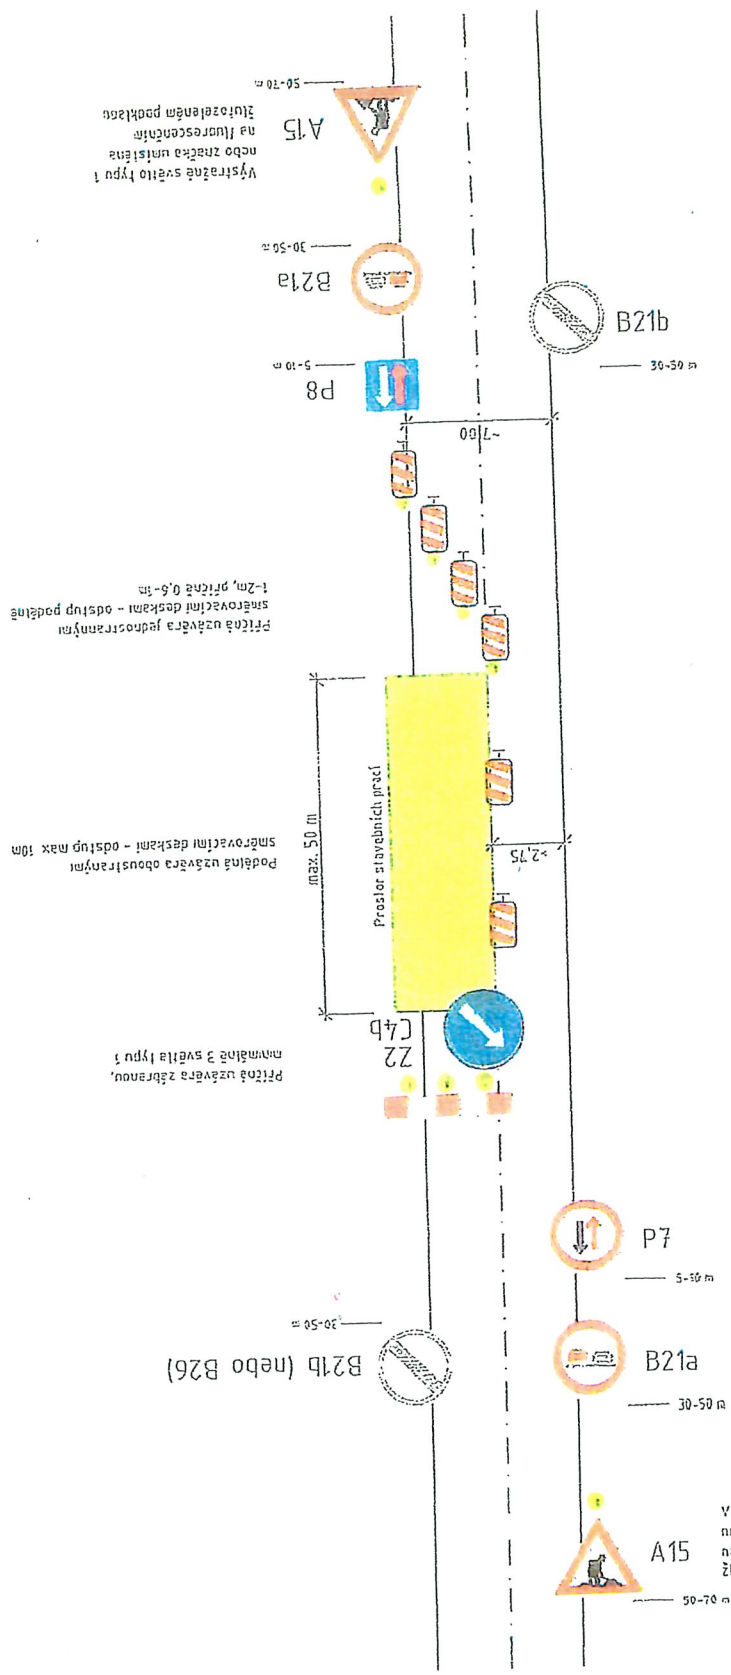 50-70 m
A15
Výstražné světlo typu 1
nebo značka umístěna
na fluorescenčním
žlutozeleném podkladu
30-50 m
B21a
B21b
30-50 m
5-10 m
P8
~7,00
Příčná uzávěra jednostrannými
směrovacími deskami - odstup podélně
1-2m, příčně 0,5-1m
max. 50 m
Prostor stavebních prací
Podélná uzávěra oboustranými
směrovacími deskami - odstup max 10m
>2,75
Z2
C4b
Příčná uzávěra zábranou,
minimálně 3 světla typu 1
P7
5-10 m
30-50 m
B21b (nebo B26)
B21a
30-50 m
A15
50-70 m